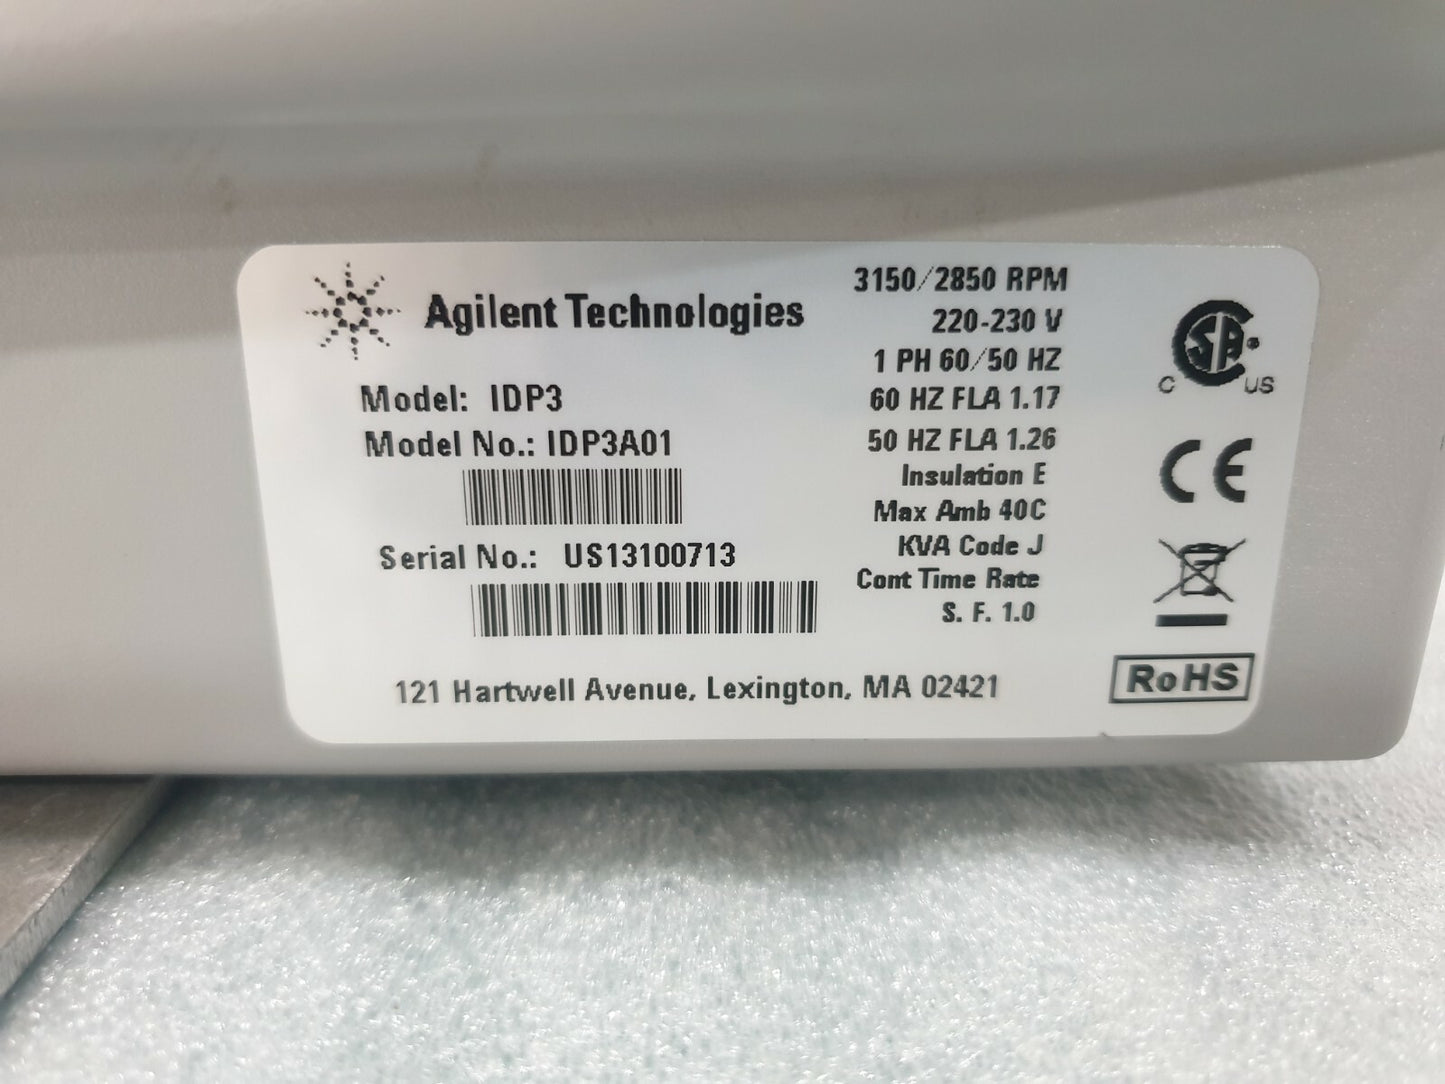 Agilent Technologies
Model: IDP3
Model No.: IDP3A01
Serial No.: US13100713
3150/2850 RPM
220-230 V
1 PH 60/50 HZ
60 HZ FLA 1.17
50 HZ FLA 1.26
Insulation E
Max Amb 40C
KVA Code J
Cont Time Rate
S. F. 1.0
121 Hartwell Avenue, Lexington, MA 02421
SA
C US
CE
RoHS